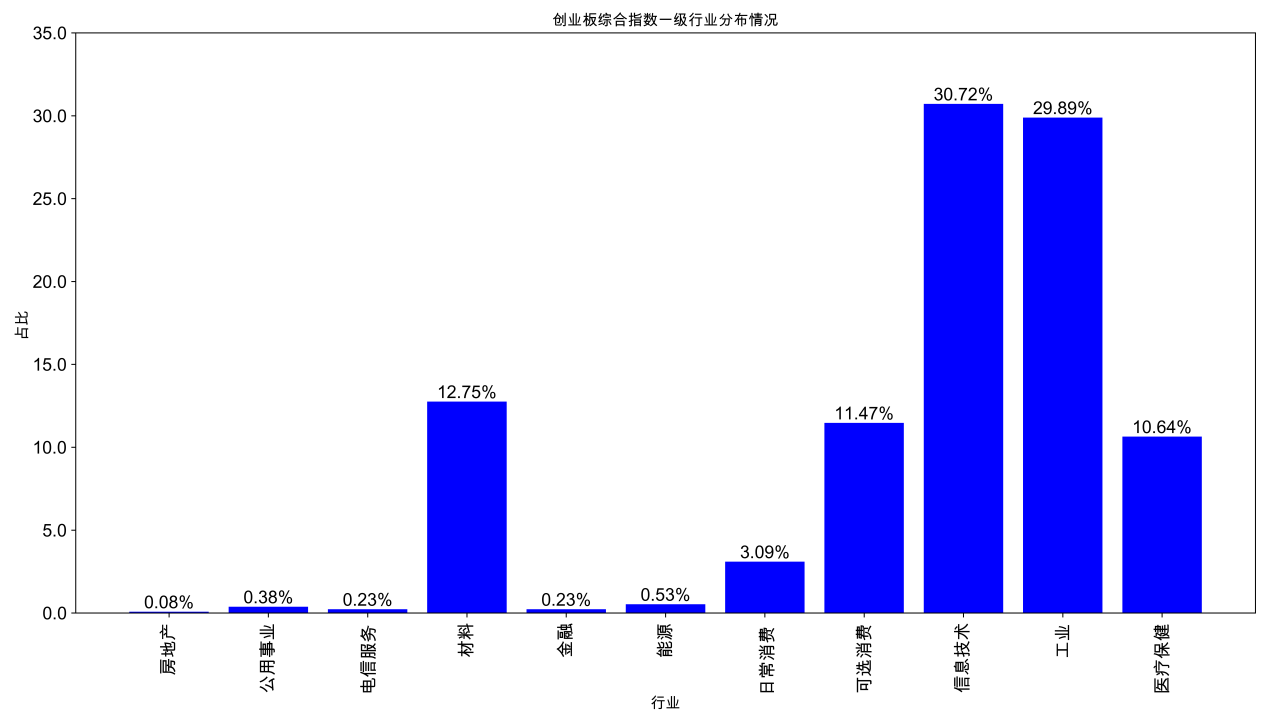 创业板综合指数一级行业分布情况
占比
35.0
30.0
25.0
20.0
15.0
10.0
5.0
0.0
0.08%
0.38%
0.23%
12.75%
0.23%
0.53%
3.09%
11.47%
30.72%
29.89%
10.64%
房地产
公用事业
电信服务
材料
金融
能源
日常消费
可选消费
信息技术
工业
医疗保健
行业